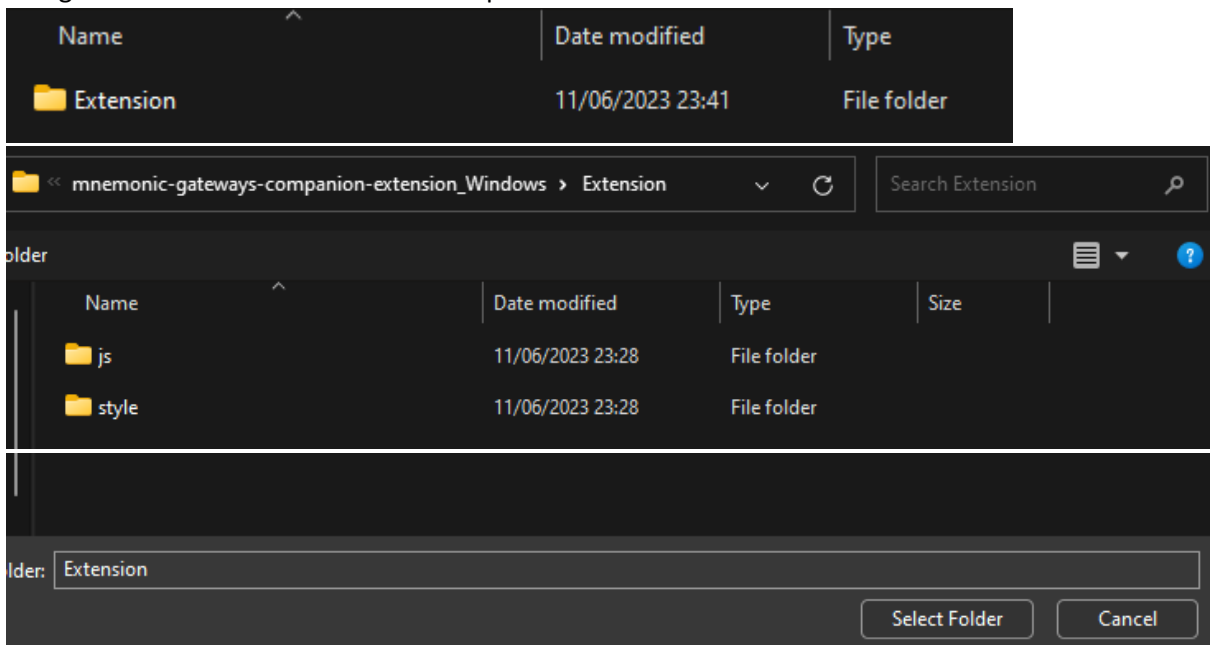 Name Date modified Type
Extension 11/06/2023 23:41 File folder
« mnemonic-gateways-companion-extension_Windows › Extension Search Extension
older ?
Name Date modified Type Size
js 11/06/2023 23:28 File folder
style 11/06/2023 23:28 File folder
lder: Extension
Select Folder Cancel